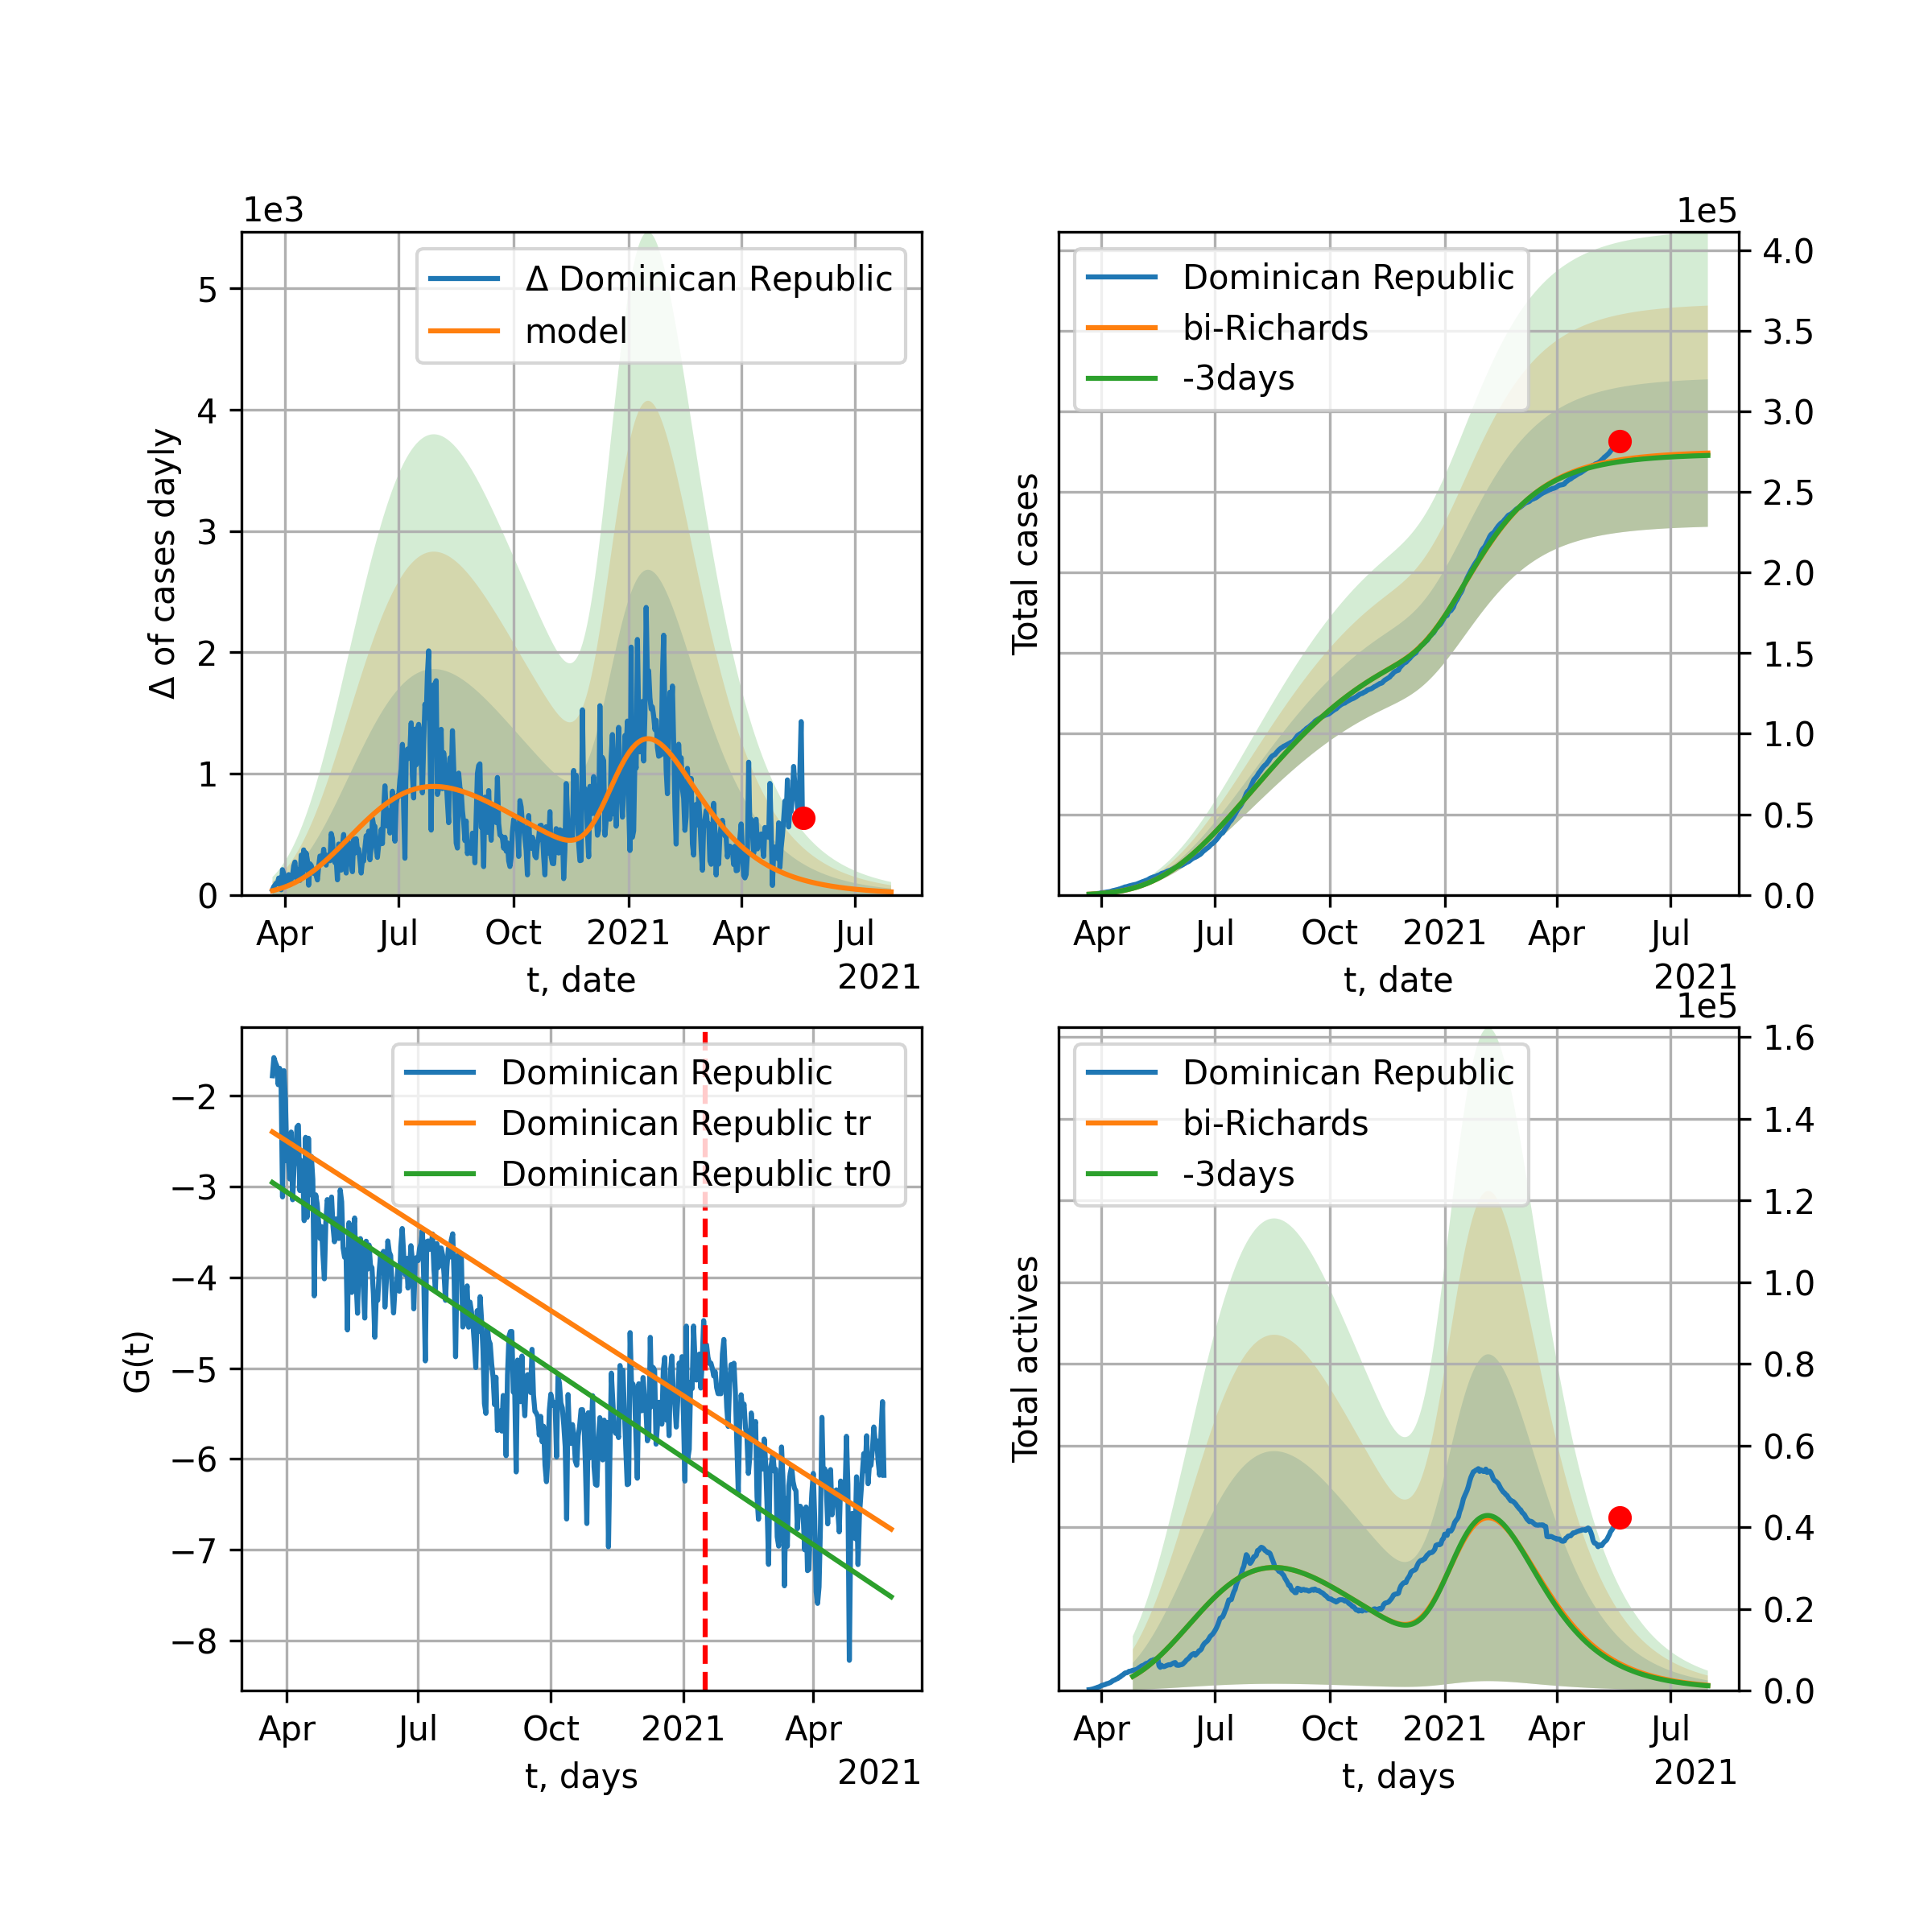 1e3
Δ of cases dayly
5
4
3
2
1
0
Δ Dominican Republic
model
Apr Jul Oct 2021 Apr Jul
t, date
2021
1e5
Total cases
Dominican Republic
bi-Richards
-3days
4.0
3.5
3.0
2.5
2.0
1.5
1.0
0.5
0.0
Apr Jul Oct 2021 Apr Jul
t, date
2021
G(t)
−2
−3
−4
−5
−6
−7
−8
Dominican Republic
Dominican Republic tr
Dominican Republic tr0
Apr Jul Oct 2021 Apr
t, days
2021
1e5
Total actives
Dominican Republic
bi-Richards
-3days
1.6
1.4
1.2
1.0
0.8
0.6
0.4
0.2
0.0
Apr Jul Oct 2021 Apr Jul
t, days
2021